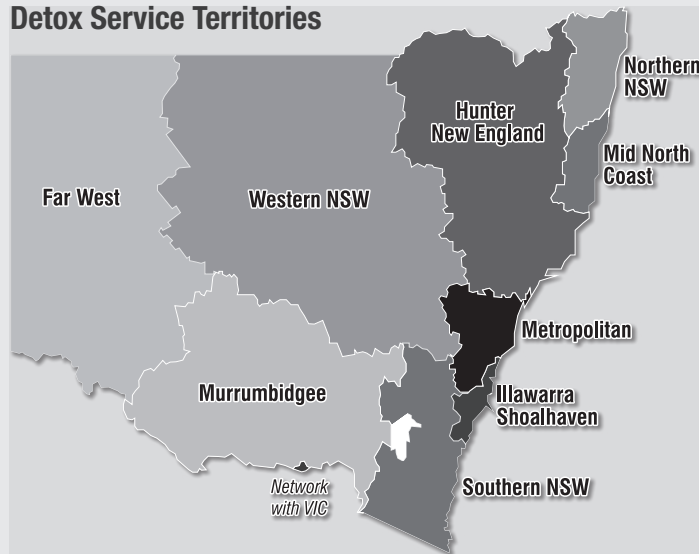 Detox Service Territories
Northern
NSW
Hunter
New England
Mid North
Coast
Far West
Western NSW
Metropolitan
Murrumbidgee
Illawarra
Shoalhaven
Network
with VIC
Southern NSW